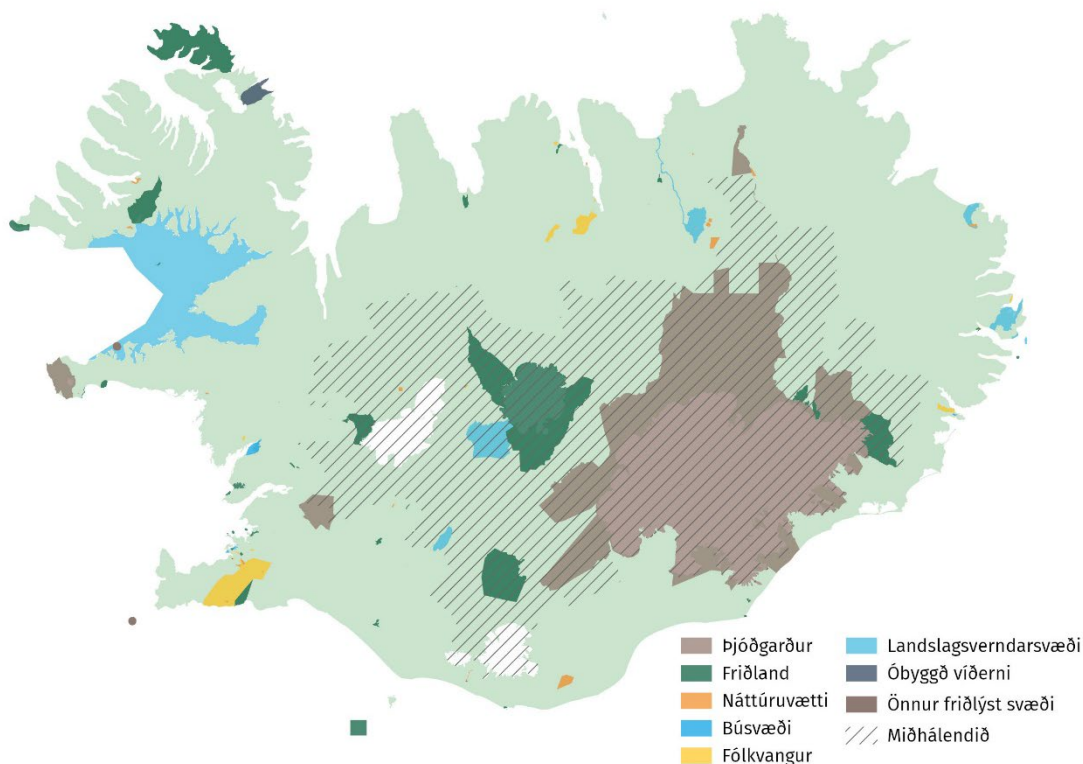 Þjóðgarður
Friðland
Náttúruvætti
Búsvæði
Fólkvangur
Landslagsverndarsvæði
Óbyggð víðerni
Önnur friðlýst svæði
Miðhálendið